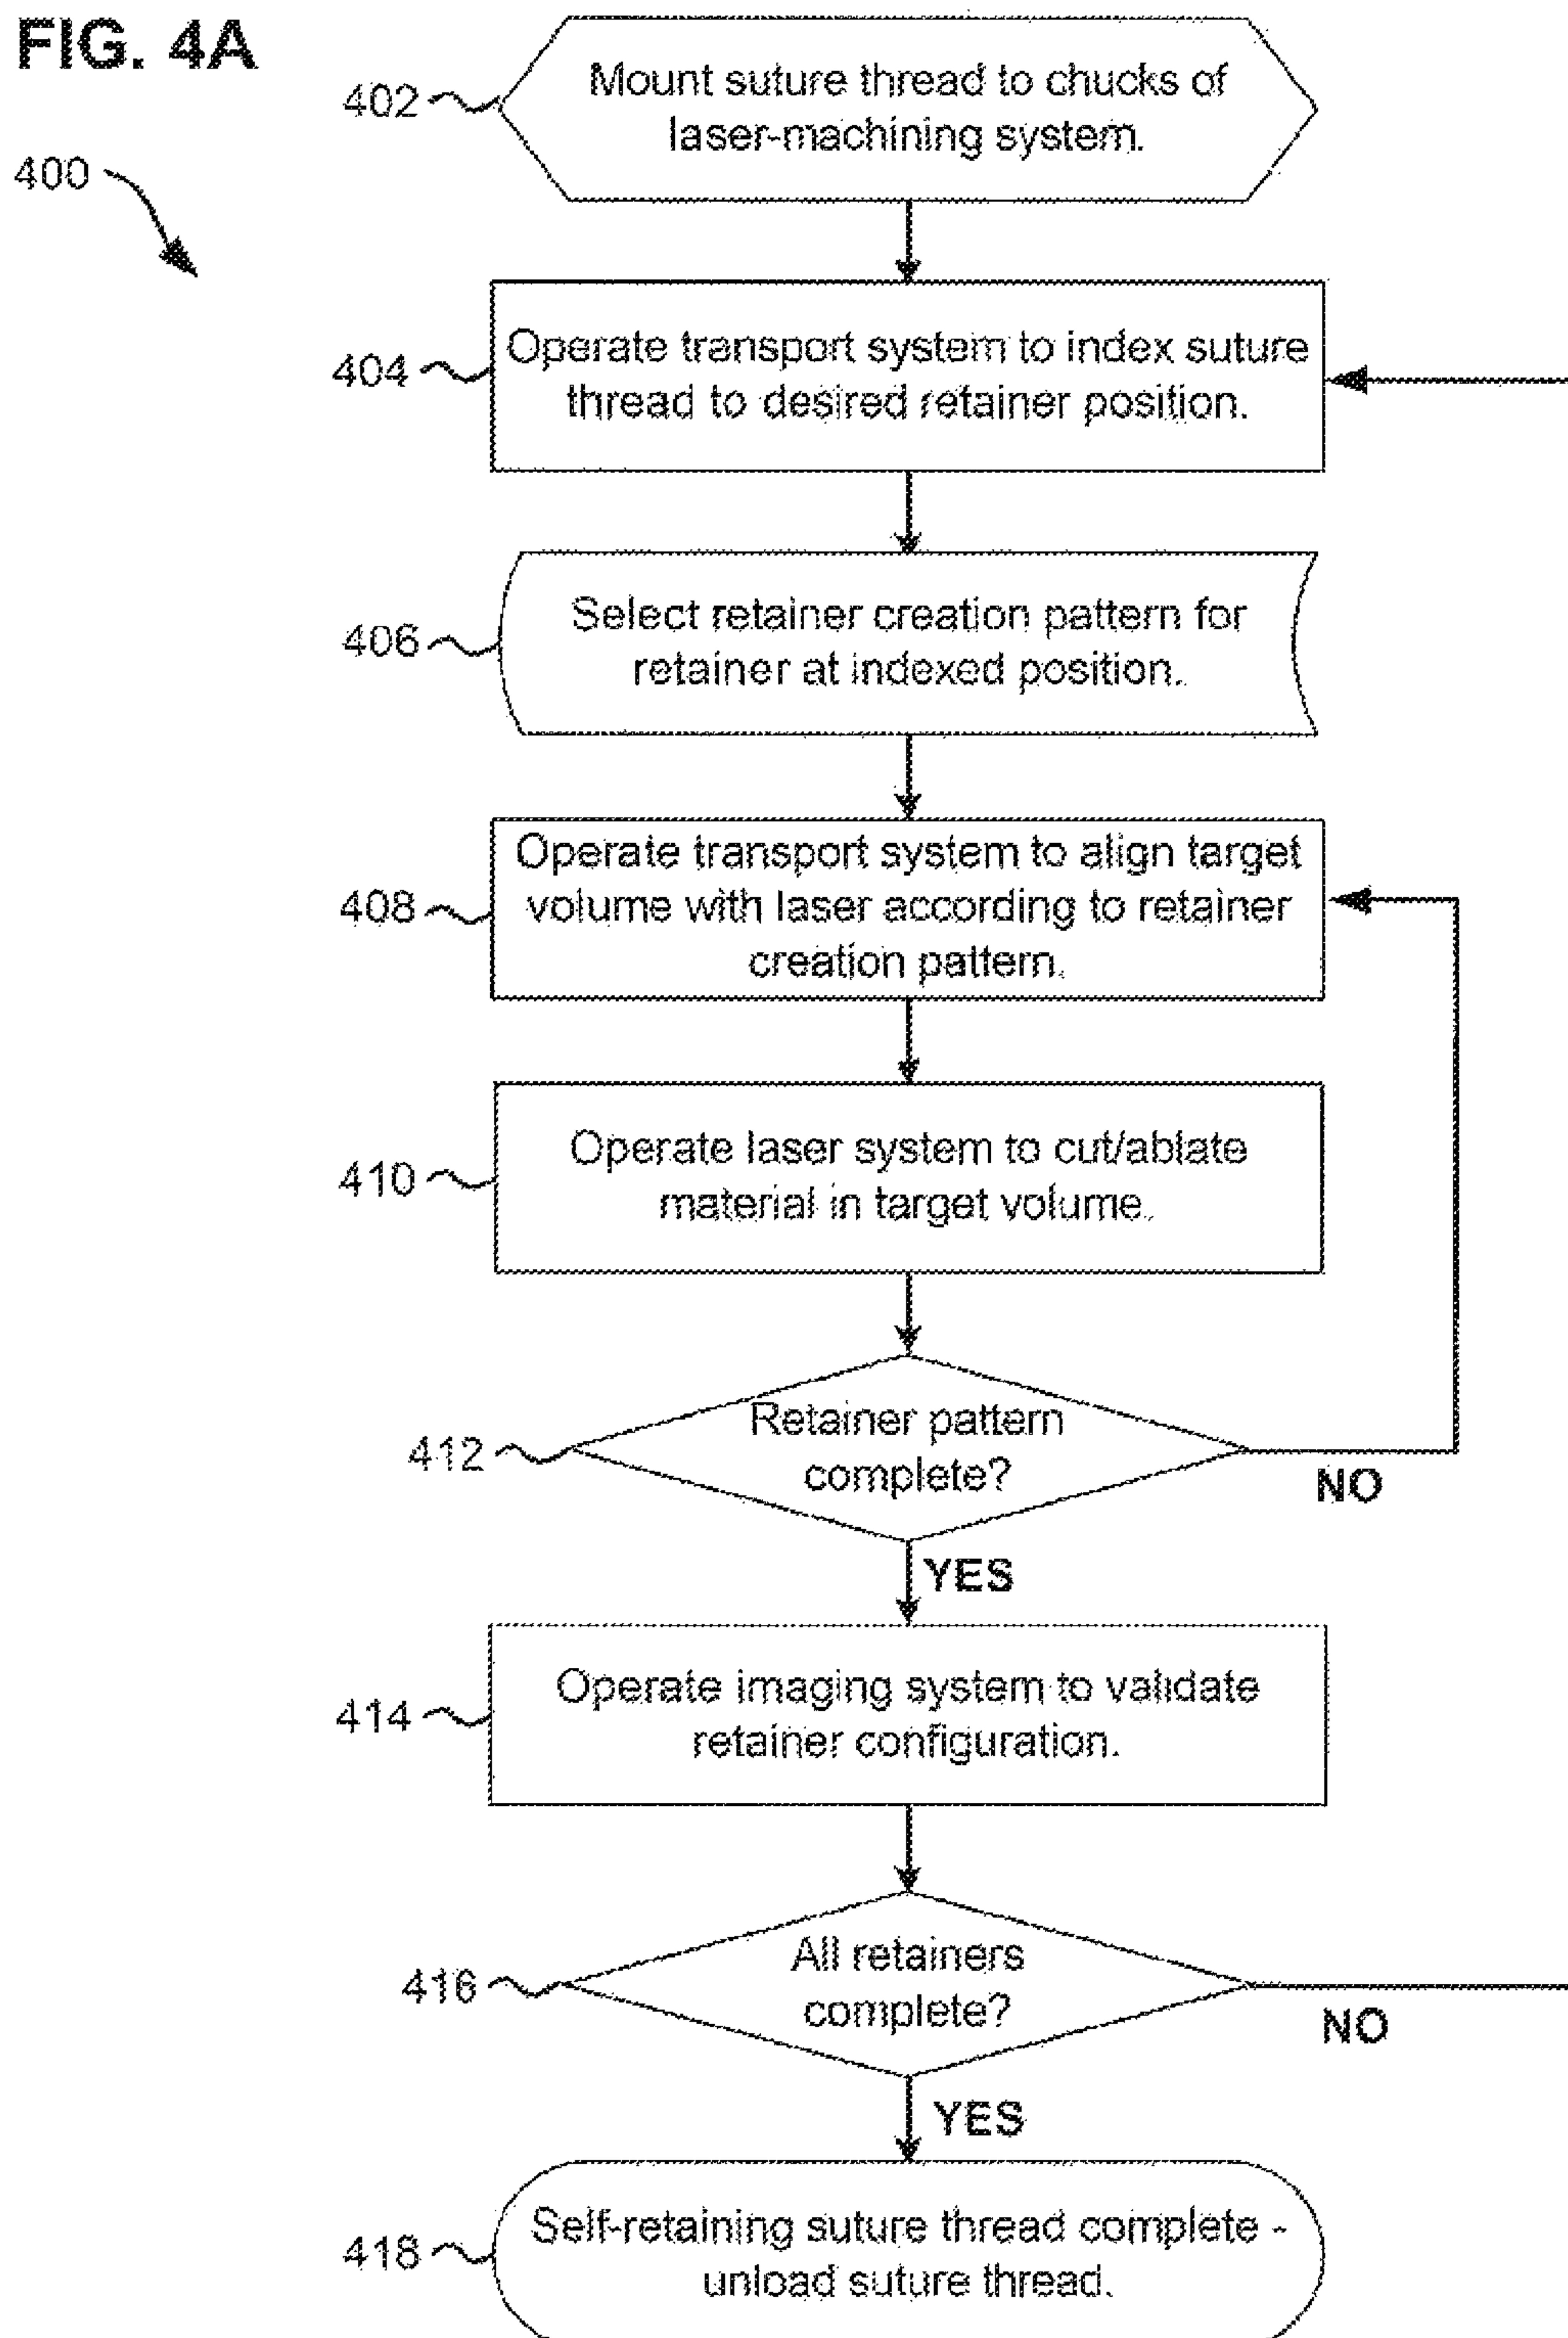 FIG. 4A
402
Mount suture thread to chucks of
laser-machining system.
400
404
Operate transport system to index suture
thread to desired retainer position.
406
Select retainer creation pattern for
retainer at indexed position.
408
Operate transport system to align target
volume with laser according to retainer
creation pattern.
410
Operate laser system to cut/ablate
material in target volume.
412
Retainer pattern
complete?
NO
YES
414
Operate imaging system to validate
retainer configuration.
416
All retainers
complete?
NO
YES
418
Self-retaining suture thread complete -
unload suture thread.